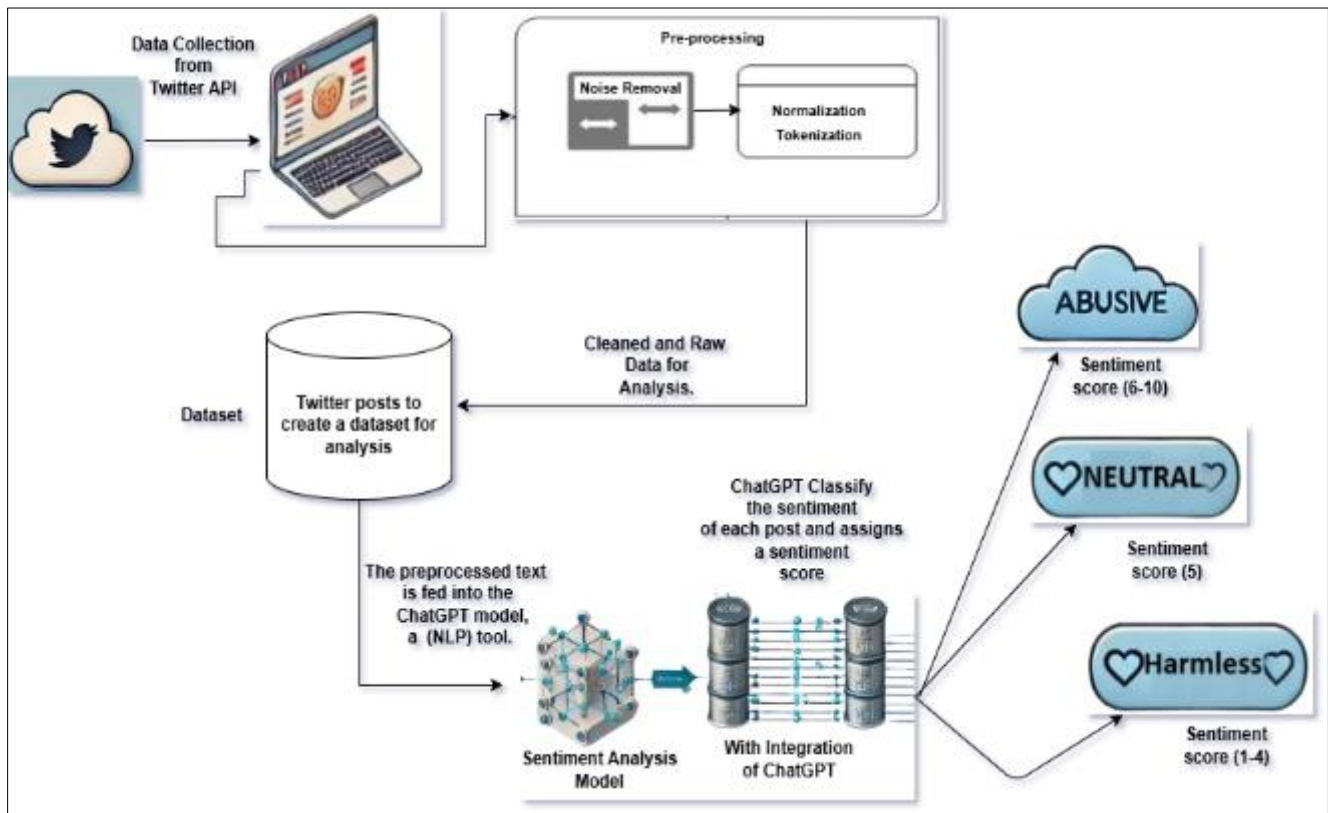 Data Collection
from
Twitter API
Pre-processing
Noise Removal
Normalization
Tokenization
ABUSIVE
Sentiment
score (6-10)
Cleaned and Raw
Data for
Analysis.
Dataset
Twitter posts to
create a dataset for
analysis
NEUTRAL
Sentiment
score (5)
ChatGPT Classify
the sentiment
of each post and assigns
a sentiment
score
The preprocessed text
is fed into the
ChatGPT model,
a (NLP) tool.
Harmless
Sentiment
score (1-4)
Sentiment Analysis
Model
With Integration
of ChatGPT